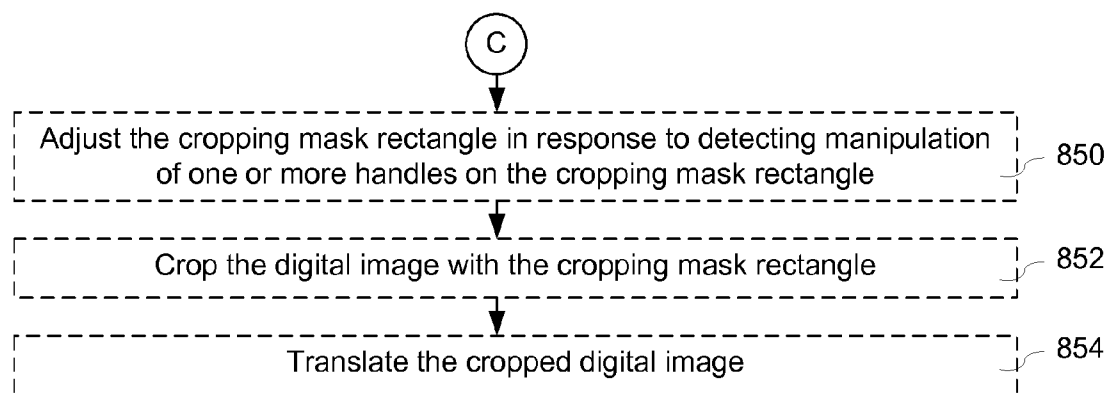 C
Adjust the cropping mask rectangle in response to detecting manipulation
of one or more handles on the cropping mask rectangle
850
Crop the digital image with the cropping mask rectangle
852
Translate the cropped digital image
854